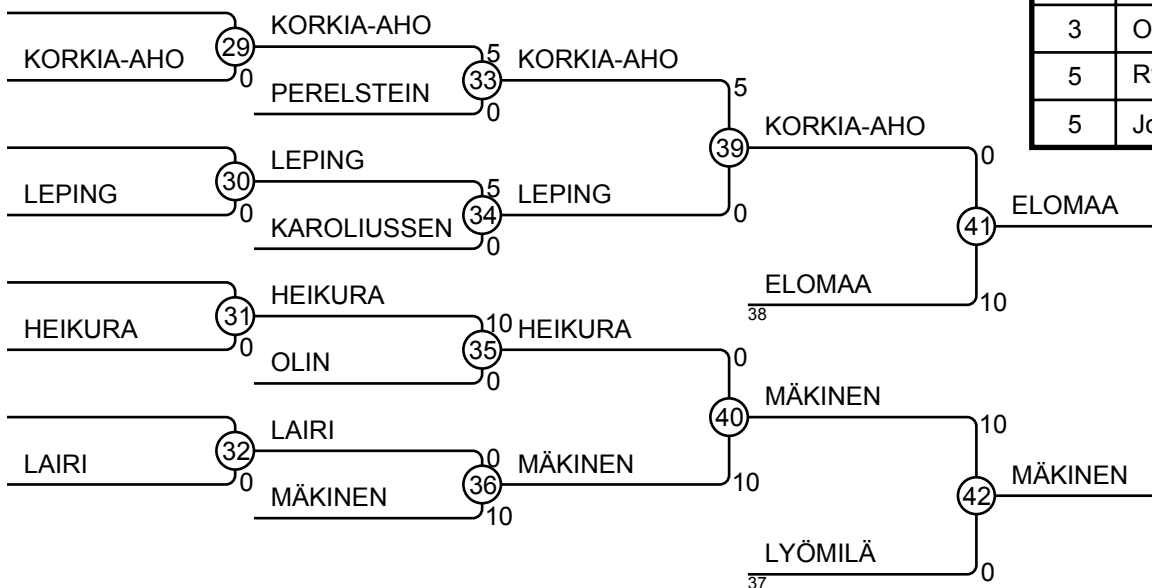 KORKIA-AHO
29
0
KORKIA-AHO
5
33
PERELSTEIN
0
KORKIA-AHO
5
LEPING
30
0
LEPING
5
34
KAROLIUSSEN
0
LEPING
0
39
KORKIA-AHO
0
HEIKURA
31
0
HEIKURA
10
35
OLIN
0
HEIKURA
0
LAIRI
32
0
LAIRI
0
36
MÄKINEN
10
MÄKINEN
10
40
MÄKINEN
10
ELOMAA
38
10
41
ELOMAA
LYÖMILÄ
37
0
42
MÄKINEN
3
5
5